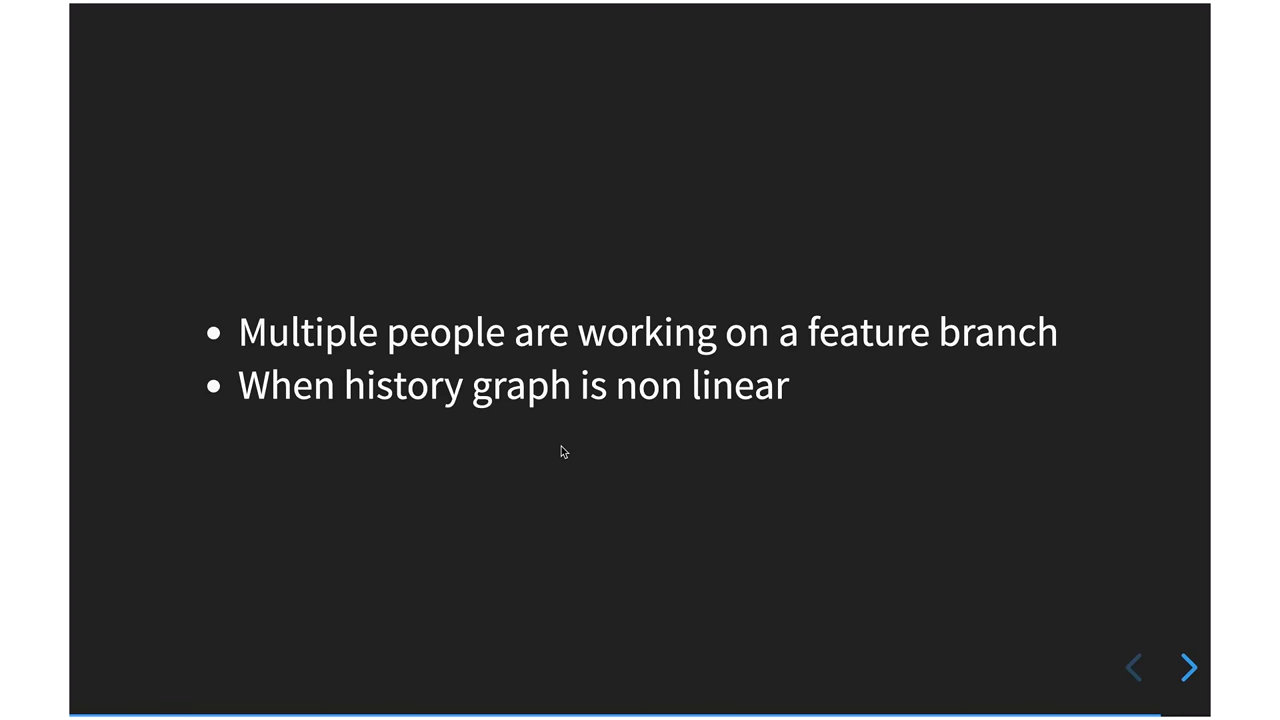 • Multiple people are working on a feature branch
• When history graph is non linear